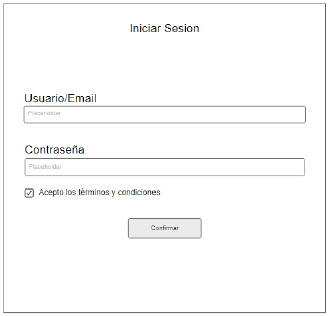 Iniciar Sesion
Usuario/Email
Placeholder
Contraseña
Placeholder
Acepto los términos y condiciones
Confirmar